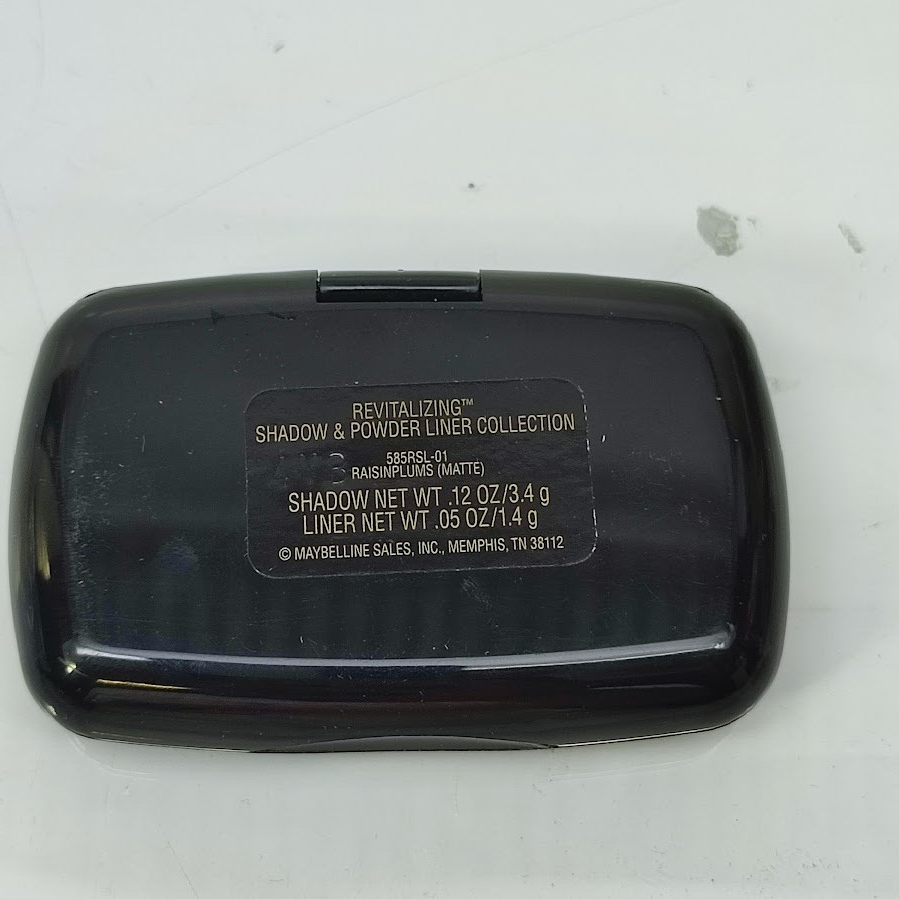 REVITALIZING™
SHADOW & POWDER LINER COLLECTION
585RSL-01
RAISINPLUMS (MATTE)
SHADOW NET WT .12 OZ/3.4 g
LINER NET WT .05 OZ/1.4 g
© MAYBELLINE SALES, INC., MEMPHIS, TN 38112